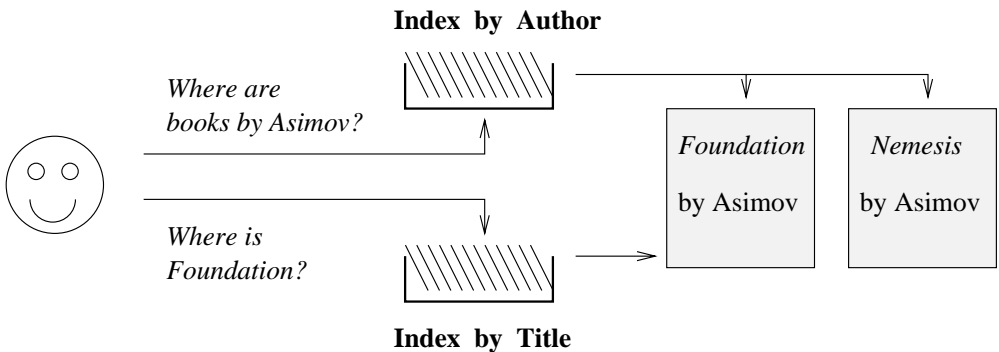 Index by Author
Where are
books by Asimov?
Foundation
by Asimov
Nemesis
by Asimov
Where is
Foundation?
Index by Title